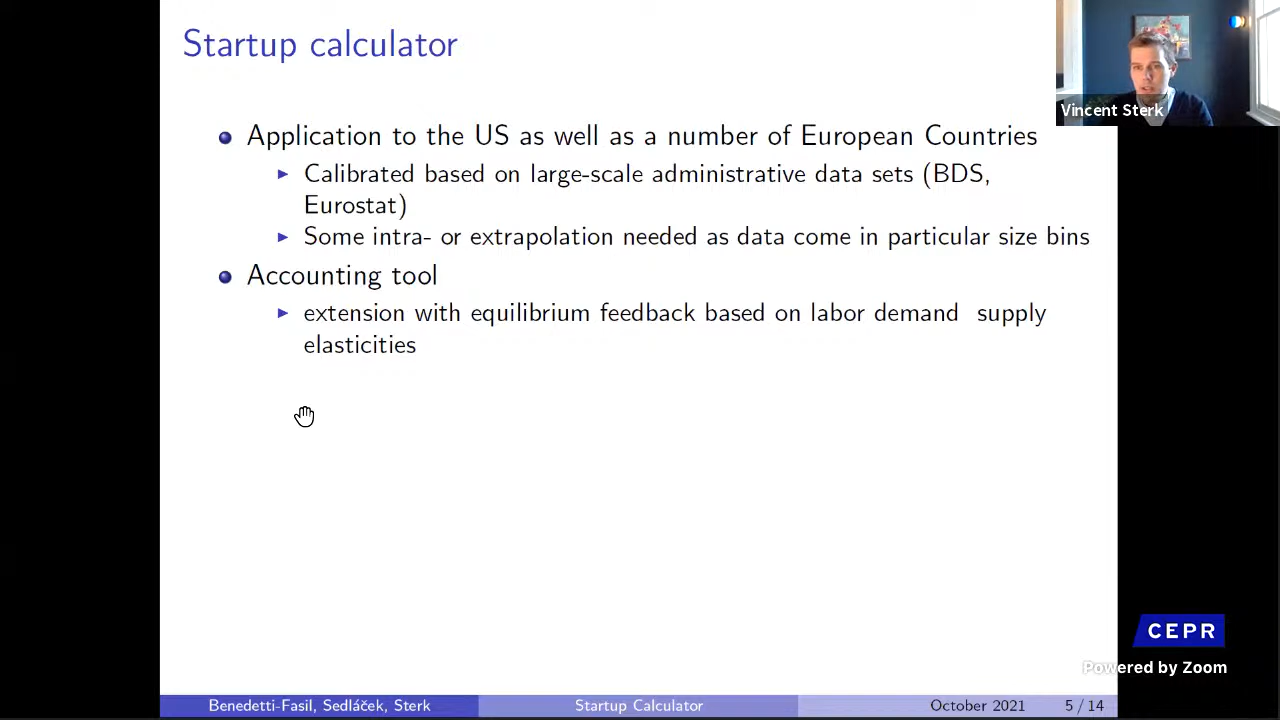 Startup calculator
Vincent Sterk
Application to the US as well as a number of European Countries
Calibrated based on large-scale administrative data sets (BDS,
Eurostat)
Some intra- or extrapolation needed as data come in particular size bins
Accounting tool
extension with equilibrium feedback based on labor demand supply
elasticities
CEPR
Powered by Zoom
Benedetti-Fasil, Sedláček, Sterk
Startup Calculator
October 2021
5 / 14